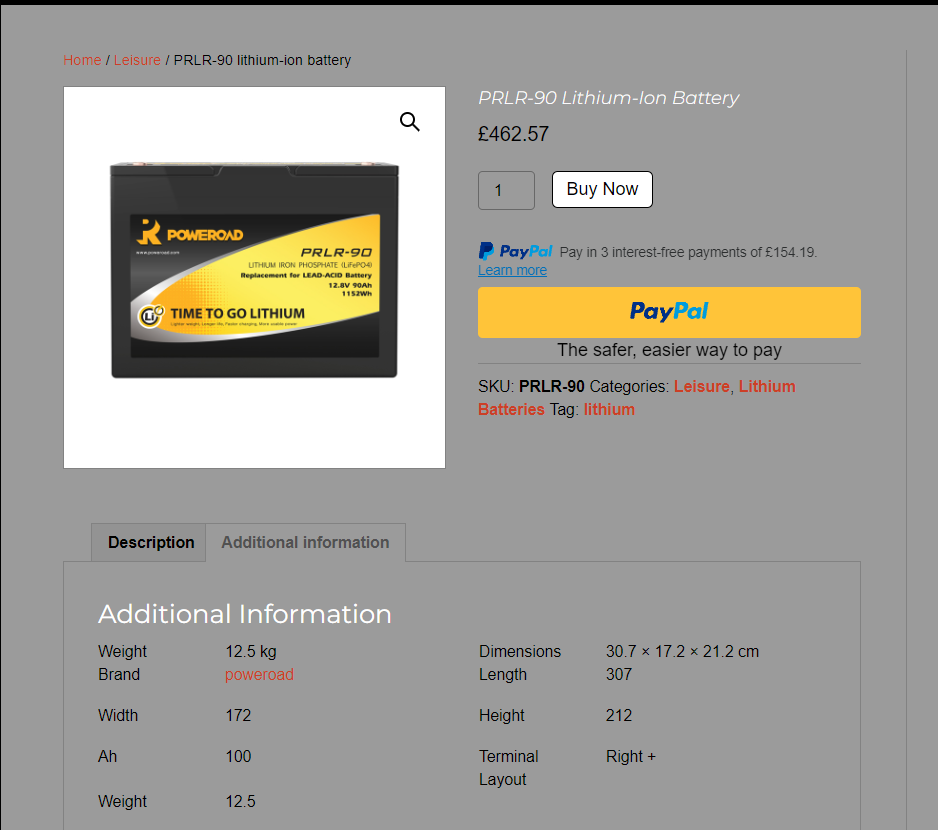 Home / Leisure / PRLR-90 lithium-ion battery
POWEROAD
www.poweroad.com
PRLR-90
LITHIUM IRON PHOSPHATE (LiFePO4)
Replacement for LEAD-ACID Battery
12.8V 90Ah
1152Wh
Li
TIME TO GO LITHIUM
Lighter weight, Longer life, Faster charging, More usable power
PRLR-90 Lithium-Ion Battery
£462.57
1
Buy Now
PayPal Pay in 3 interest-free payments of £154.19.
Learn more
PayPal
The safer, easier way to pay
SKU: PRLR-90 Categories: Leisure, Lithium
Batteries Tag: lithium
Description
Additional information
Additional Information
Weight 12.5 kg
Dimensions 30.7 × 17.2 × 21.2 cm
Brand poweroad
Length 307
Width 172
Height 212
Ah 100
Terminal Right +
Layout
Weight 12.5